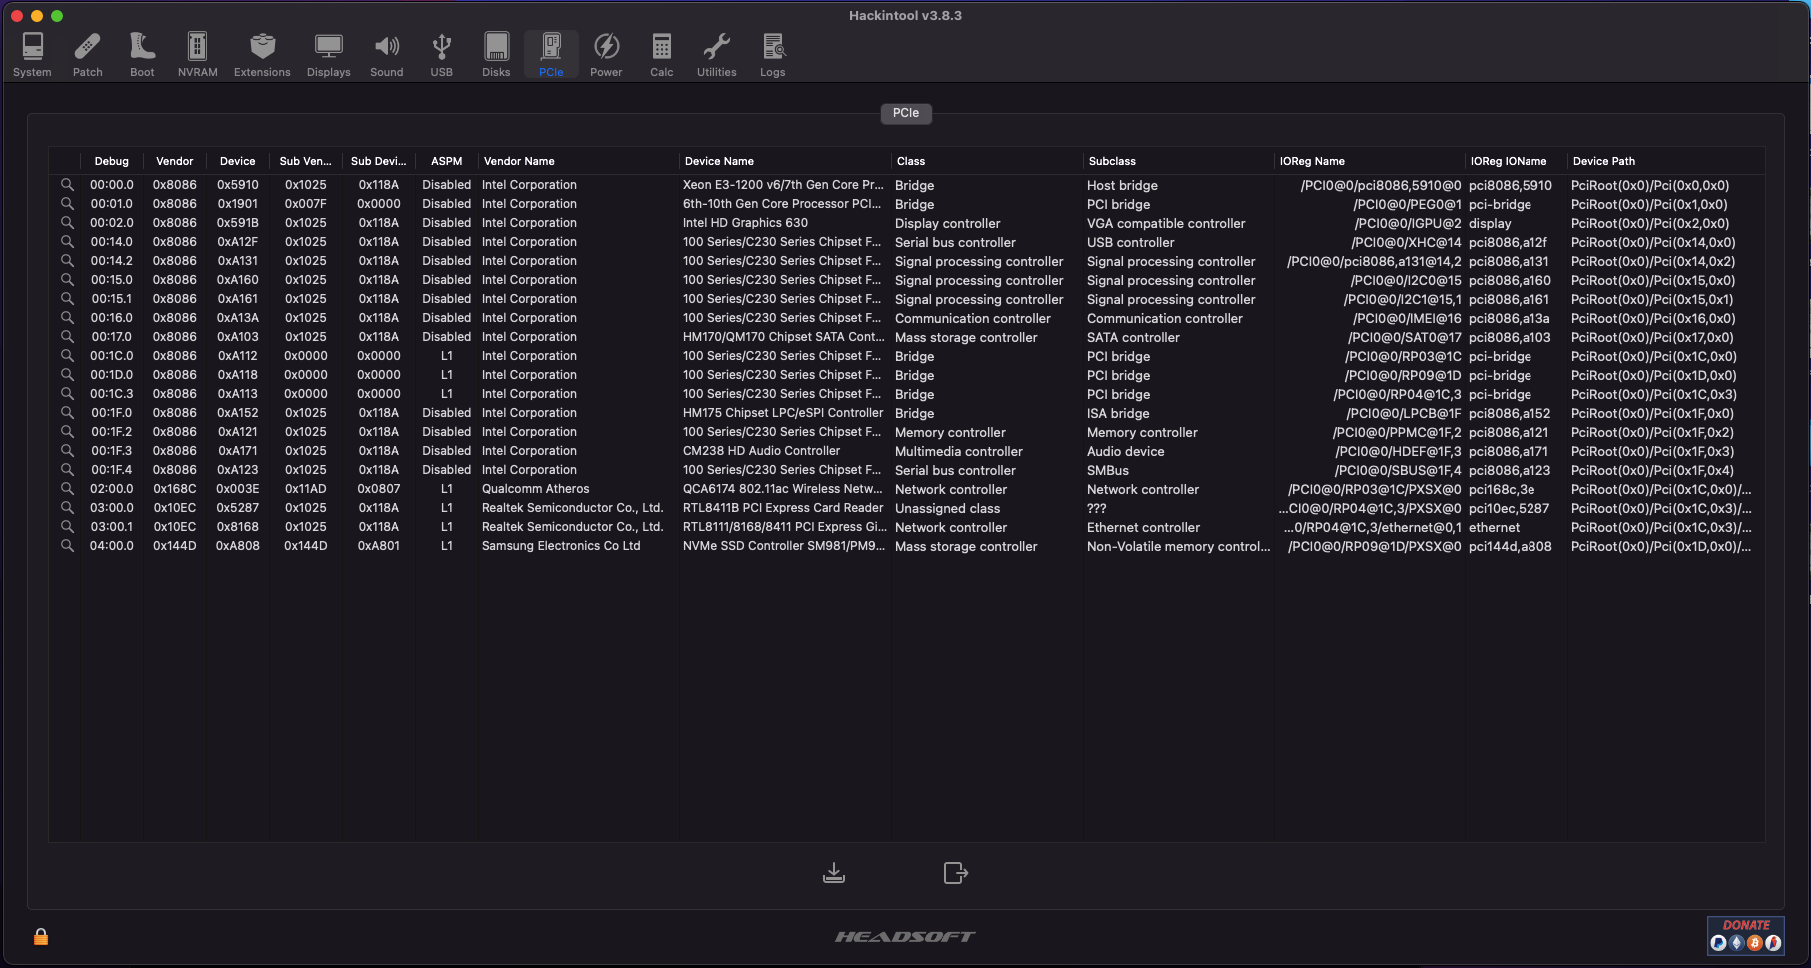 Hackintool v3.8.3
System Patch Boot NVRAM Extensions Displays Sound USB Disks PCIe Power Calc Utilities Logs
PCIe
Debug Vendor Device Sub Ven... Sub Devi... ASPM Vendor Name Device Name Class Subclass IOReg Name IOReg IOName Device Path
00:00.0 0x8086 0x5910 0x1025 0x118A Disabled Intel Corporation Xeon E3-1200 v6/7th Gen Core Pr... Bridge Host bridge /PCI0@0/pci8086,5910@0 pci8086,5910 PciRoot(0x0)/Pci(0x0,0x0)
00:01.0 0x8086 0x1901 0x007F 0x0000 Disabled Intel Corporation 6th-10th Gen Core Processor PCI... Bridge PCI bridge /PCI0@0/PEG0@1 pci-bridge PciRoot(0x0)/Pci(0x1,0x0)
00:02.0 0x8086 0x591B 0x1025 0x118A Disabled Intel Corporation Intel HD Graphics 630 Display controller VGA compatible controller /PCI0@0/IGPU@2 display PciRoot(0x0)/Pci(0x2,0x0)
00:14.0 0x8086 0xA12F 0x1025 0x118A Disabled Intel Corporation 100 Series/C230 Series Chipset F... Serial bus controller USB controller /PCI0@0/XHC@14 pci8086,a12f PciRoot(0x0)/Pci(0x14,0x0)
00:14.2 0x8086 0xA131 0x1025 0x118A Disabled Intel Corporation 100 Series/C230 Series Chipset F... Signal processing controller Signal processing controller /PCI0@0/pci8086,a131@14,2 pci8086,a131 PciRoot(0x0)/Pci(0x14,0x2)
00:15.0 0x8086 0xA160 0x1025 0x118A Disabled Intel Corporation 100 Series/C230 Series Chipset F... Signal processing controller Signal processing controller /PCI0@0/I2C0@15 pci8086,a160 PciRoot(0x0)/Pci(0x15,0x0)
00:15.1 0x8086 0xA161 0x1025 0x118A Disabled Intel Corporation 100 Series/C230 Series Chipset F... Signal processing controller Signal processing controller /PCI0@0/I2C1@15,1 pci8086,a161 PciRoot(0x0)/Pci(0x15,0x1)
00:16.0 0x8086 0xA13A 0x1025 0x118A Disabled Intel Corporation 100 Series/C230 Series Chipset F... Communication controller Communication controller /PCI0@0/IMEI@16 pci8086,a13a PciRoot(0x0)/Pci(0x16,0x0)
00:17.0 0x8086 0xA103 0x1025 0x118A Disabled Intel Corporation HM170/QM170 Chipset SATA Cont... Mass storage controller SATA controller /PCI0@0/SAT0@17 pci8086,a103 PciRoot(0x0)/Pci(0x17,0x0)
00:1C.0 0x8086 0xA112 0x0000 0x0000 L1 Intel Corporation 100 Series/C230 Series Chipset F... Bridge PCI bridge /PCI0@0/RP03@1C pci-bridge PciRoot(0x0)/Pci(0x1C,0x0)
00:1D.0 0x8086 0xA118 0x0000 0x0000 L1 Intel Corporation 100 Series/C230 Series Chipset F... Bridge PCI bridge /PCI0@0/RP09@1D pci-bridge PciRoot(0x0)/Pci(0x1D,0x0)
00:1C.3 0x8086 0xA113 0x0000 0x0000 L1 Intel Corporation 100 Series/C230 Series Chipset F... Bridge PCI bridge /PCI0@0/RP04@1C,3 pci-bridge PciRoot(0x0)/Pci(0x1C,0x3)
00:1F.0 0x8086 0xA152 0x1025 0x118A Disabled Intel Corporation HM175 Chipset LPC/eSPI Controller Bridge ISA bridge /PCI0@0/LPCB@1F pci8086,a152 PciRoot(0x0)/Pci(0x1F,0x0)
00:1F.2 0x8086 0xA121 0x1025 0x118A Disabled Intel Corporation 100 Series/C230 Series Chipset F... Memory controller Memory controller /PCI0@0/PPMC@1F,2 pci8086,a121 PciRoot(0x0)/Pci(0x1F,0x2)
00:1F.3 0x8086 0xA171 0x1025 0x118A Disabled Intel Corporation CM238 HD Audio Controller Multimedia controller Audio device /PCI0@0/HDEF@1F,3 pci8086,a171 PciRoot(0x0)/Pci(0x1F,0x3)
00:1F.4 0x8086 0xA123 0x1025 0x118A Disabled Intel Corporation 100 Series/C230 Series Chipset F... Serial bus controller SMBus /PCI0@0/SBUS@1F,4 pci8086,a123 PciRoot(0x0)/Pci(0x1F,0x4)
02:00.0 0x168C 0x003E 0x11AD 0x0807 L1 Qualcomm Atheros QCA6174 802.11ac Wireless Netw... Network controller Network controller /PCI0@0/RP03@1C/PXSX@0 pci168c,3e PciRoot(0x0)/Pci(0x1C,0x0)/...
03:00.0 0x10EC 0x5287 0x1025 0x118A L1 Realtek Semiconductor Co., Ltd. RTL8411B PCI Express Card Reader Unassigned class ??? ...CI0@0/RP04@1C,3/PXSX@0 pci10ec,5287 PciRoot(0x0)/Pci(0x1C,0x3)/...
03:00.1 0x10EC 0x8168 0x1025 0x118A L1 Realtek Semiconductor Co., Ltd. RTL8111/8168/8411 PCI Express Gi... Network controller Ethernet controller ...0/RP04@1C,3/ethernet@0,1 ethernet PciRoot(0x0)/Pci(0x1C,0x3)/...
04:00.0 0x144D 0xA808 0x144D 0xA801 L1 Samsung Electronics Co Ltd NVMe SSD Controller SM981/PM9... Mass storage controller Non-Volatile memory control... /PCI0@0/RP09@1D/PXSX@0 pci144d,a808 PciRoot(0x0)/Pci(0x1D,0x0)/...
HEADSOFT
DONATE